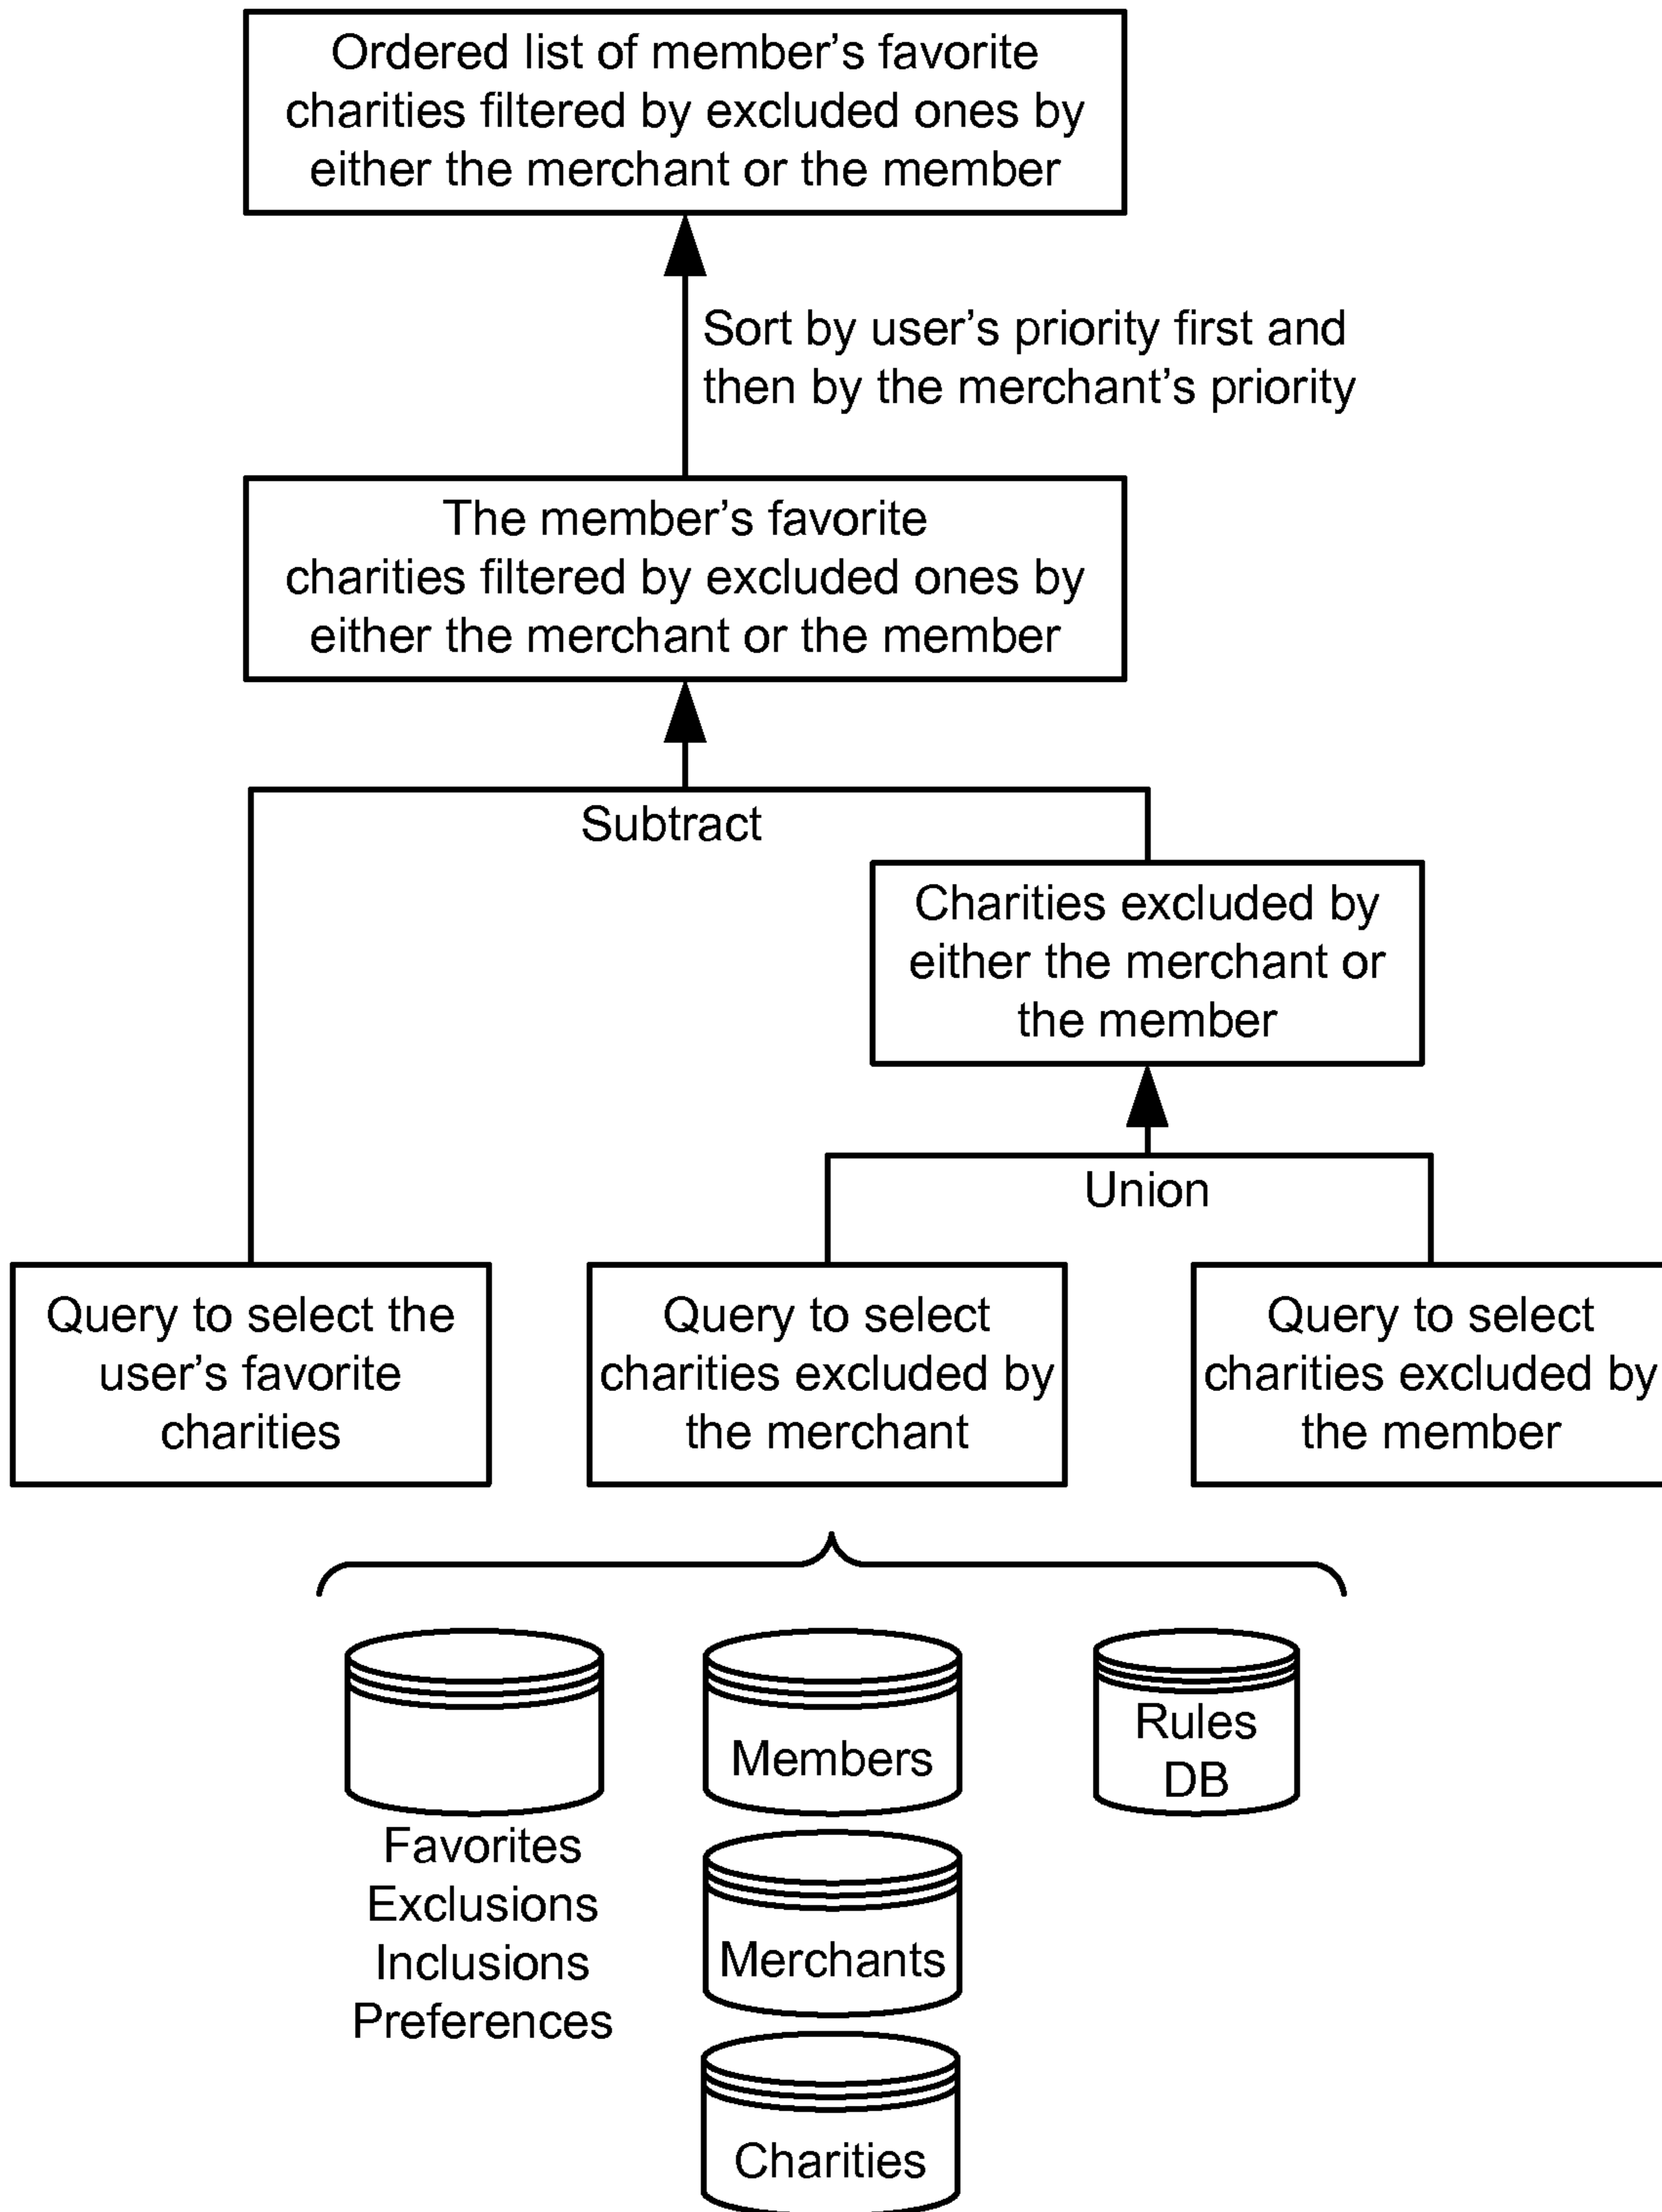 Ordered list of member’s favorite
charities filtered by excluded ones by
either the merchant or the member
Sort by user’s priority first and
then by the merchant’s priority
The member’s favorite
charities filtered by excluded ones by
either the merchant or the member
Subtract
Charities excluded by
either the merchant or
the member
Union
Query to select the
user’s favorite
charities
Query to select
charities excluded by
the merchant
Query to select
charities excluded by
the member
Favorites
Exclusions
Inclusions
Preferences
Members
Merchants
Charities
Rules
DB